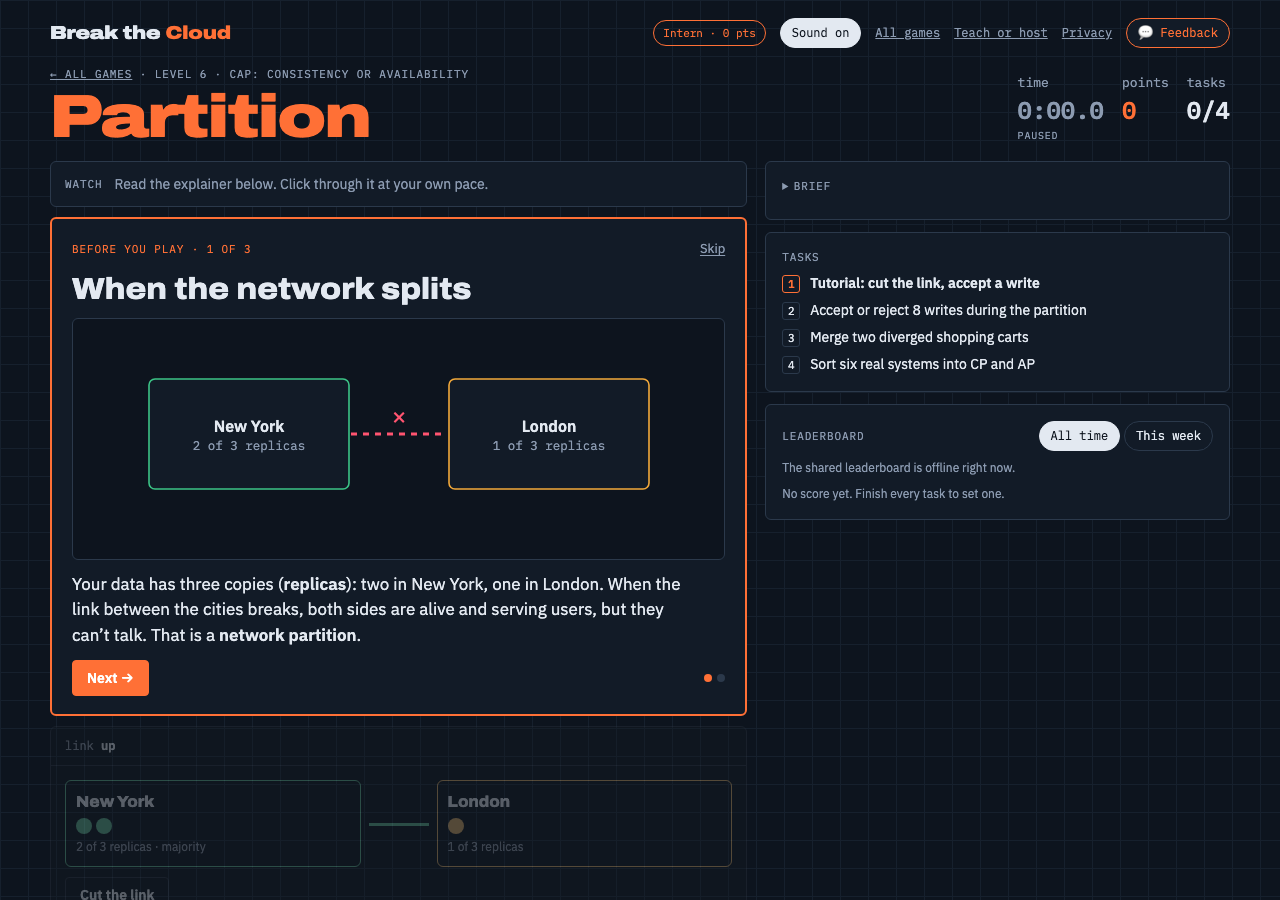 Break the Cloud
Intern · 0 pts
Sound on
All games
Teach or host
Privacy
💬 Feedback
← ALL GAMES · LEVEL 6 · CAP: CONSISTENCY OR AVAILABILITY
Partition
time
0:00.0
PAUSED
points
0
tasks
0/4
WATCH Read the explainer below. Click through it at your own pace.
BEFORE YOU PLAY · 1 OF 3
Skip
When the network splits
New York
2 of 3 replicas
×
London
1 of 3 replicas
Your data has three copies (replicas): two in New York, one in London. When the
link between the cities breaks, both sides are alive and serving users, but they
can’t talk. That is a network partition.
Next →
link up
New York
2 of 3 replicas · majority
London
1 of 3 replicas
Cut the link
▶ BRIEF
TASKS
1 Tutorial: cut the link, accept a write
2 Accept or reject 8 writes during the partition
3 Merge two diverged shopping carts
4 Sort six real systems into CP and AP
LEADERBOARD
All time
This week
The shared leaderboard is offline right now.
No score yet. Finish every task to set one.